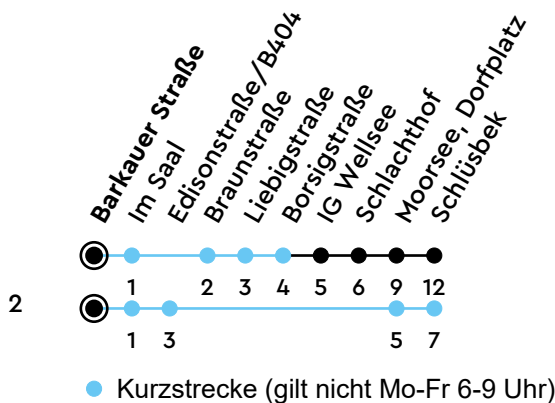 Barkauer Straße
Im Saal
Edisonstraße/B404
Braunstraße
Liebigstraße
Borsigstraße
IG Wellsee
Schlachthof
Moorsee, Dorfplatz
Schlüsbek
1 2 3 4 5 6 9 12
2
1 3 5 7
Kurzstrecke (gilt nicht Mo-Fr 6-9 Uhr)